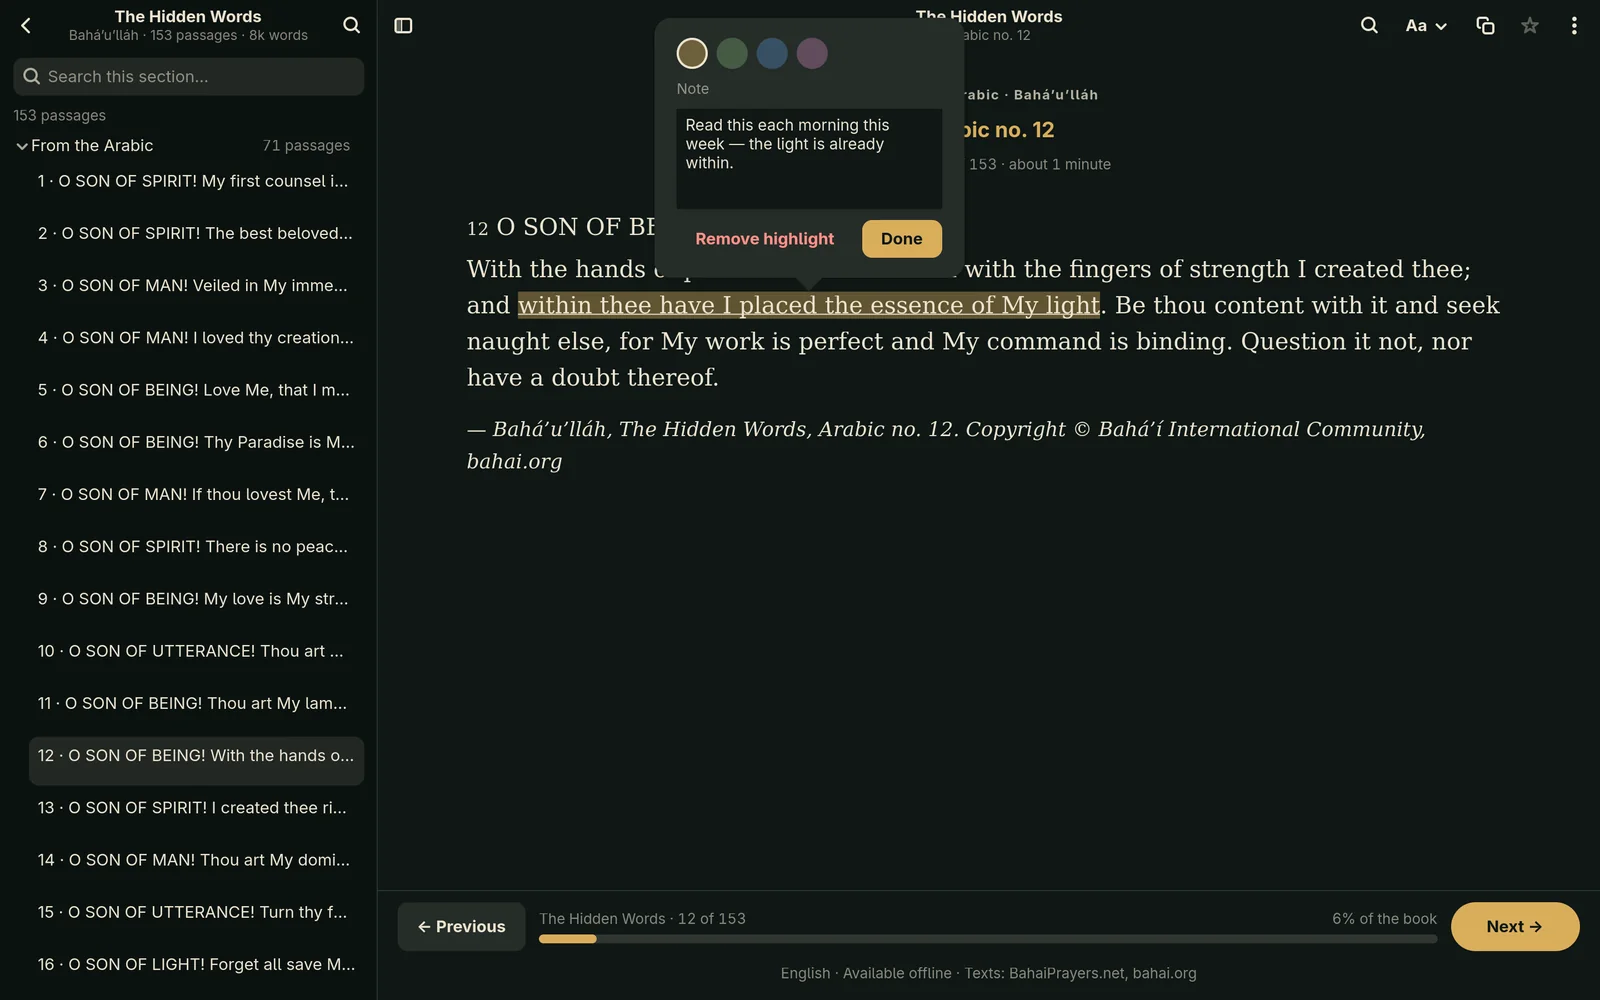 The Hidden Words
Bahá’u’lláh · 153 passages · 8k words
Search this section...
153 passages
From the Arabic
71 passages
1 · O SON OF SPIRIT! My first counsel i...
2 · O SON OF SPIRIT! The best beloved...
3 · O SON OF MAN! Veiled in My imme...
4 · O SON OF MAN! I loved thy creation...
5 · O SON OF BEING! Love Me, that I m...
6 · O SON OF BEING! Thy Paradise is M...
7 · O SON OF MAN! If thou lovest Me, t...
8 · O SON OF SPIRIT! There is no peac...
9 · O SON OF BEING! My love is My str...
10 · O SON OF UTTERANCE! Thou art ...
11 · O SON OF BEING! Thou art My lam...
12 · O SON OF BEING! With the hands o...
13 · O SON OF SPIRIT! I created thee ri...
14 · O SON OF MAN! Thou art My domi...
15 · O SON OF UTTERANCE! Turn thy f...
16 · O SON OF LIGHT! Forget all save M...
The Hidden Words
abic no. 12
Aa
Note
Read this each morning this
week — the light is already
within.
Remove highlight
Done
rabic · Bahá’u’lláh
bic no. 12
153 · about 1 minute
12 O SON OF BE
With the hands with the fingers of strength I created thee;
and within thee have I placed the essence of My light. Be thou content with it and seek
naught else, for My work is perfect and My command is binding. Question it not, nor
have a doubt thereof.
— Bahá’u’lláh, The Hidden Words, Arabic no. 12. Copyright © Bahá’í International Community,
bahai.org
← Previous
The Hidden Words · 12 of 153
6% of the book
Next →
English · Available offline · Texts: BahaiPrayers.net, bahai.org